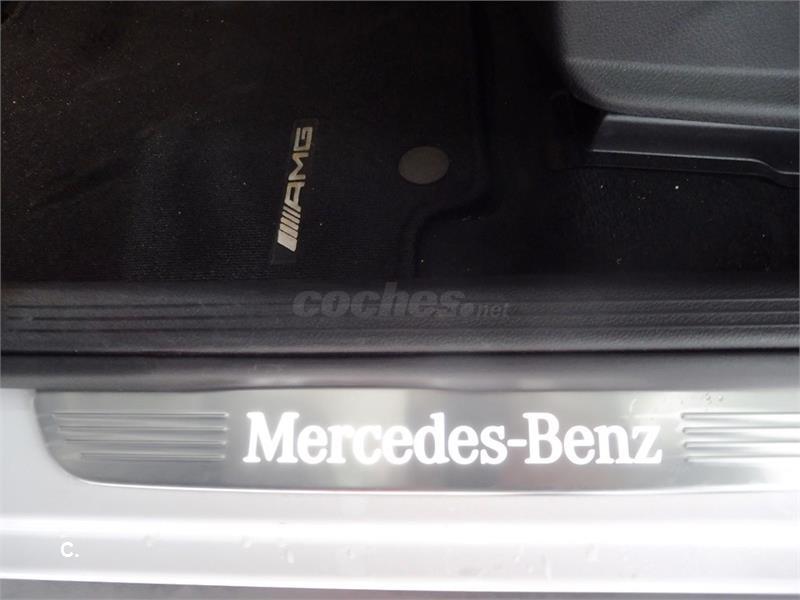 AMG
coches.net
Mercedes-Benz
C.